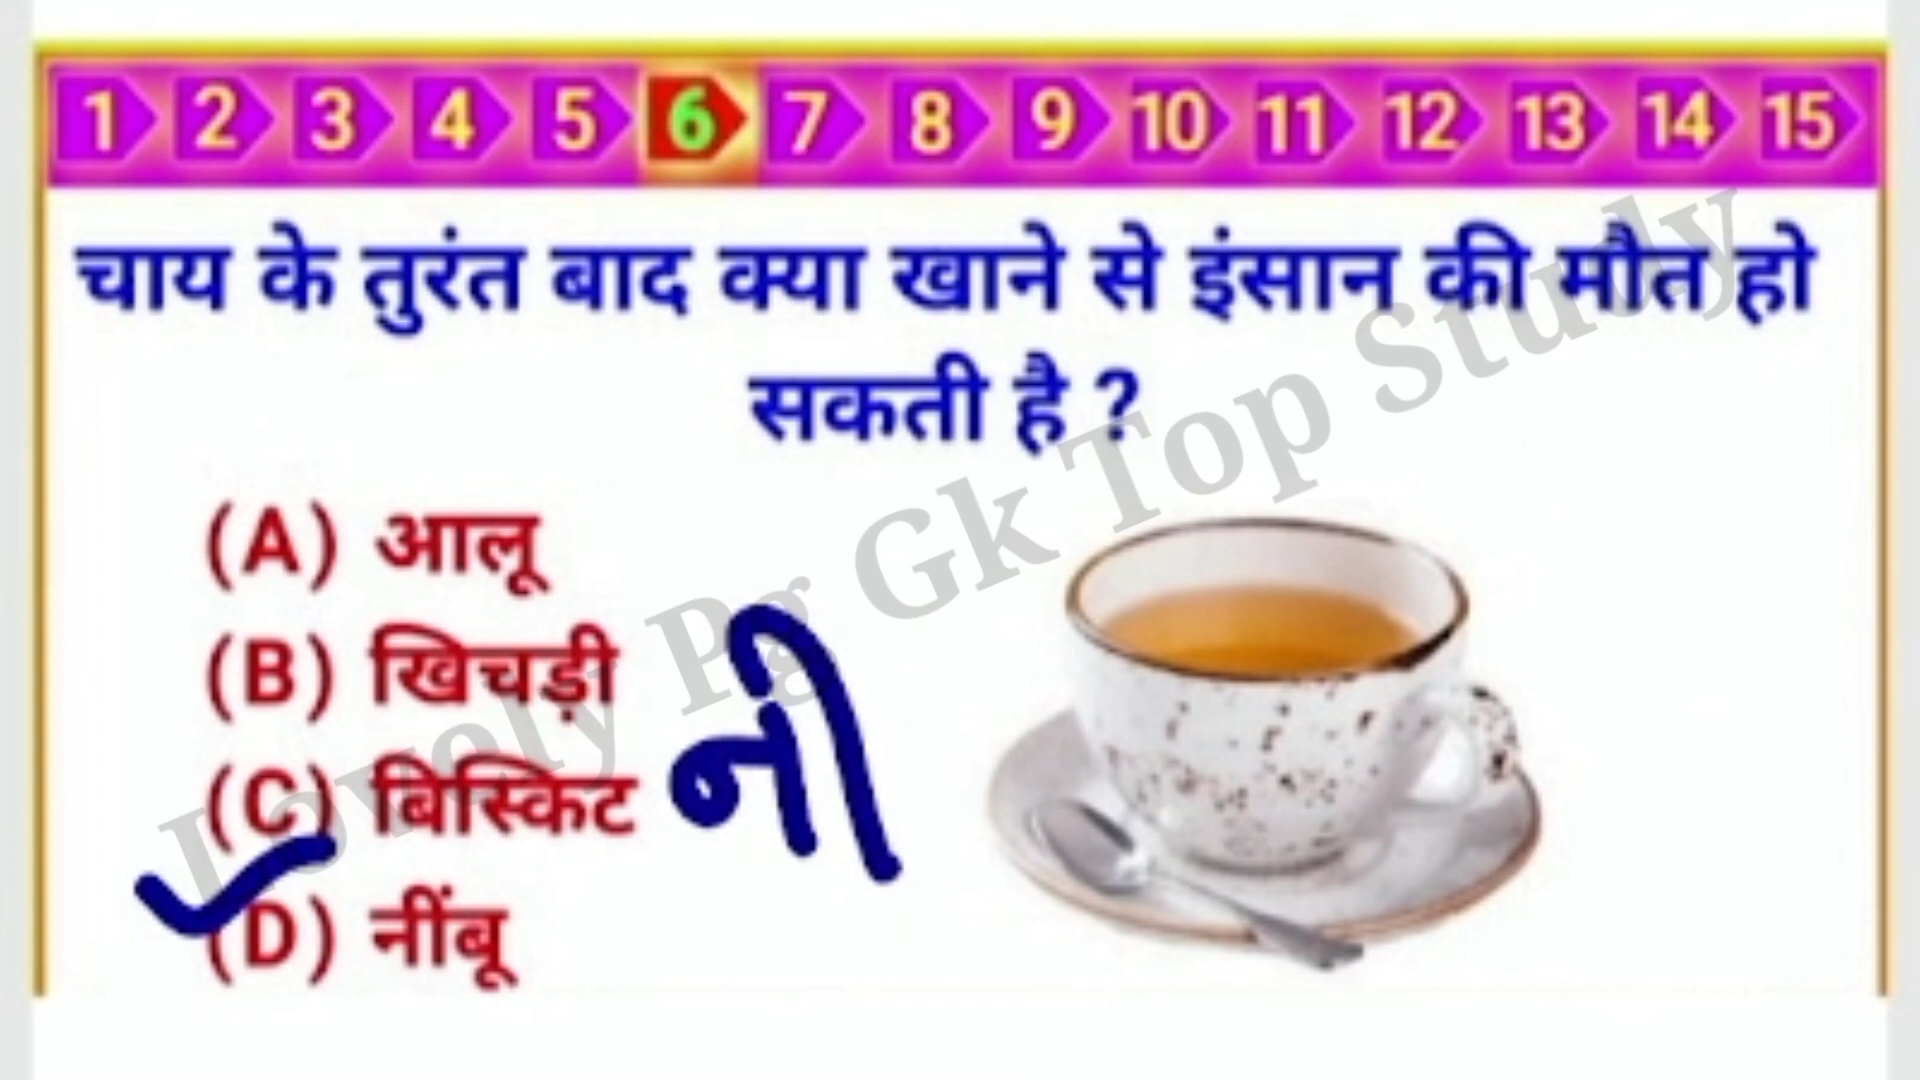 1 2 3 4 5 6 7 8 9 10 11 12 13 14 15
चाय के तुरंत बाद क्या खाने से इंसान की मौत हो
सकती है ?
(A) आलू
(B) खिचड़ी
(C) बिस्किट
(D) नींबू
नी
Lovely Pg Gk Top Study